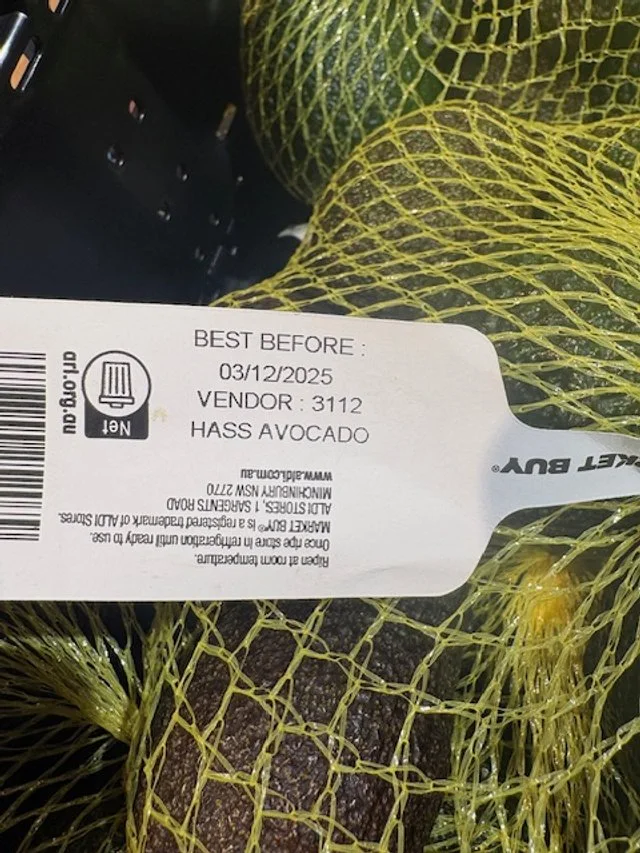 BEST BEFORE :
03/12/2025
VENDOR : 3112
HASS AVOCADO
Ripen at room temperature.
Once ripe store in refrigeration until ready to use.
MARKET BUY® is a registered trademark of ALDI Stores.
ALDI STORES, 1 SARGENTS ROAD
MINCHINBURY NSW 2770
www.aldi.com.au
Net
arl.org.au
KET BUY®